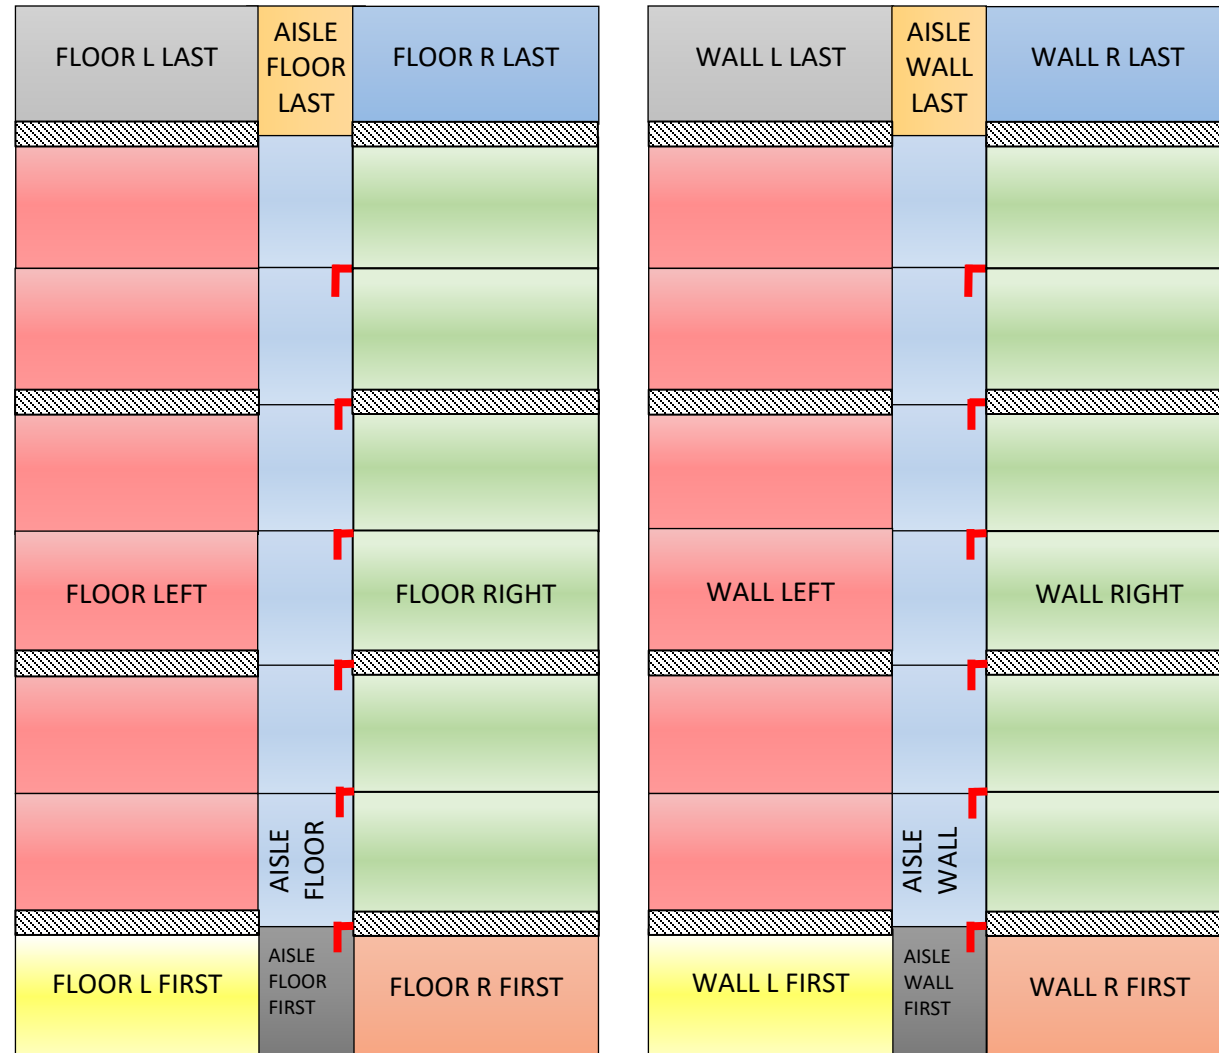 FLOOR L LAST
AISLE
FLOOR
LAST
FLOOR R LAST
WALL L LAST
AISLE
WALL
LAST
WALL R LAST
FLOOR LEFT
FLOOR RIGHT
WALL LEFT
WALL RIGHT
AISLE
FLOOR
AISLE
WALL
FLOOR L FIRST
AISLE
FLOOR
FIRST
FLOOR R FIRST
WALL L FIRST
AISLE
WALL
FIRST
WALL R FIRST